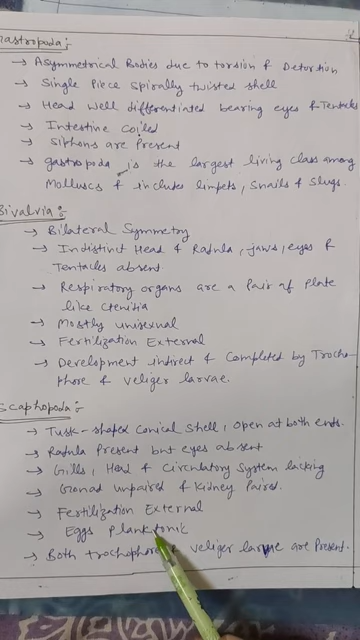 Gastropoda:-
→ Asymmetrical Bodies due to torsion & Detortion
→ Single Piece spirally twisted shell
→ Head well differentiated bearing eyes & Tentacles
→ Intestine Coiled
→ Siphons are Present
→ gastropoda is the largest living class among
Molluscs & includes limpets, Snails & Slugs.
Bivalvia:-
→ Bilateral Symmetry
→ Indistinct Head & Radula, jaws, eyes &
Tentacles absent
→ Respiratory organs are a Pair of Plate
like Ctenidia
→ Mostly unisexual
→ Fertilization External
→ Development indirect & Completed by Trocho-
phore & veliger larvae.
Scaphopoda:-
→ Tusk-shaped Conical Shell, Open at both ends.
→ Radula Present but eyes absent
→ Gills, Head & Circulatory System lacking
→ Gonad unpaired & Kidney Paired.
→ Fertilization External
→ Eggs Planktonic
→ Both trochophore & veliger larvae are Present.